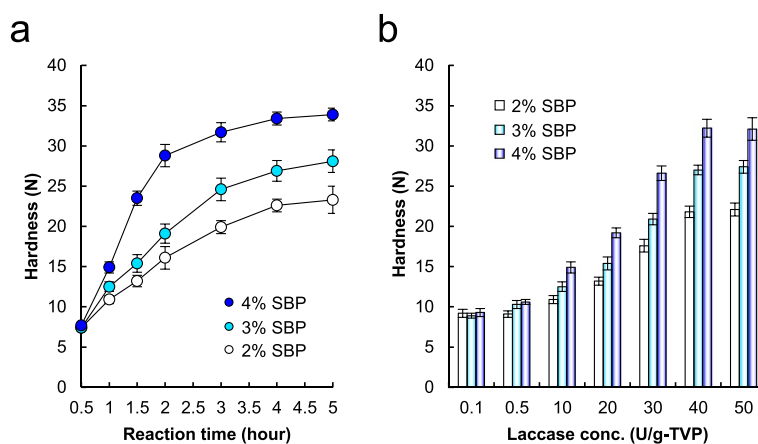 a
Hardness (N)
40
35
30
25
20
15
10
5
0
4% SBP
3% SBP
2% SBP
0.5 1 1.5 2 2.5 3 3.5 4 4.5 5
Reaction time (hour)
b
Hardness (N)
40
35
30
25
20
15
10
5
0
2% SBP
3% SBP
4% SBP
0.1 0.5 10 20 30 40 50
Laccase conc. (U/g-TVP)